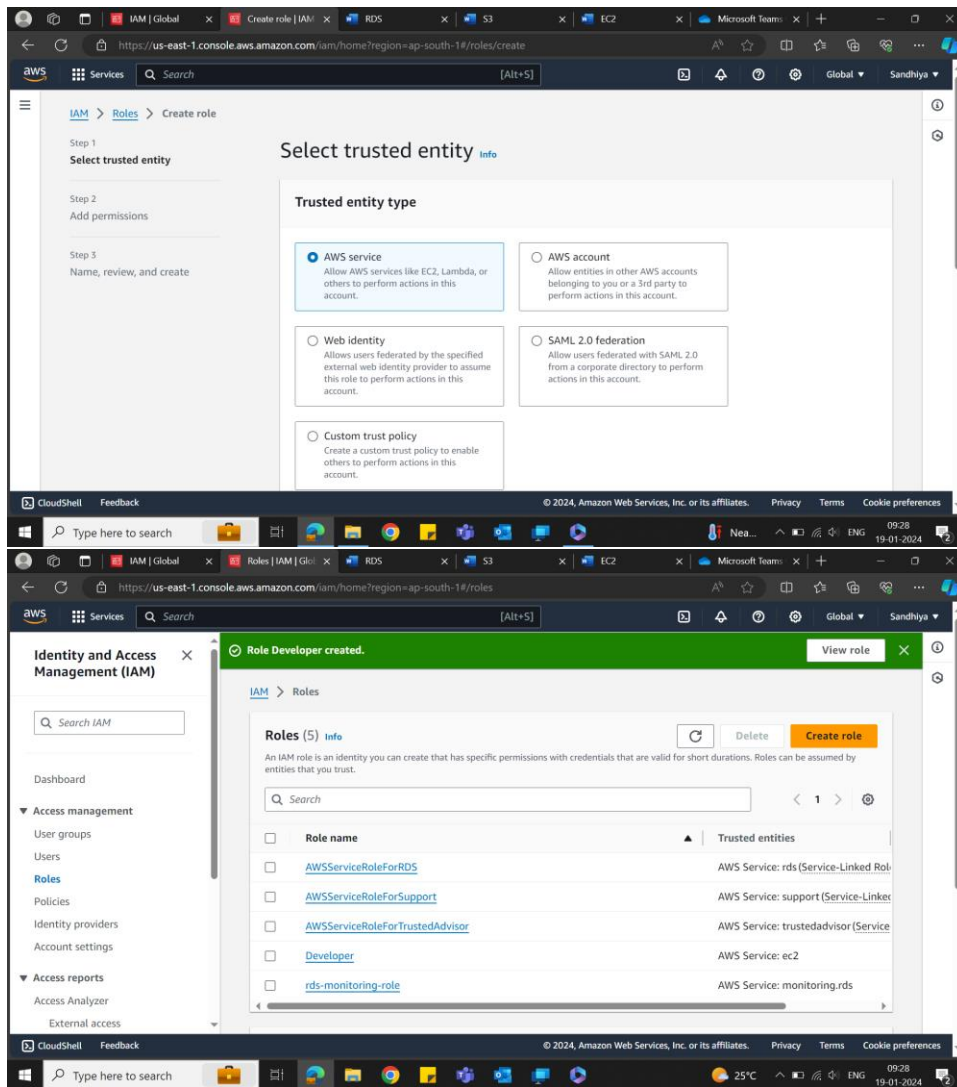 IAM | Global
Create role | IAM
RDS
S3
EC2
Microsoft Teams
https://us-east-1.console.aws.amazon.com/iam/home?region=ap-south-1#/roles/create
aws
Services
Search
[Alt+S]
Global
Sandhiya
IAM > Roles > Create role
Step 1
Select trusted entity
Step 2
Add permissions
Step 3
Name, review, and create
Select trusted entity Info
Trusted entity type
AWS service
Allow AWS services like EC2, Lambda, or
others to perform actions in this
account.
AWS account
Allow entities in other AWS accounts
belonging to you or a 3rd party to
perform actions in this account.
Web identity
Allows users federated by the specified
external web identity provider to assume
this role to perform actions in this
account.
SAML 2.0 federation
Allow users federated with SAML 2.0
from a corporate directory to perform
actions in this account.
Custom trust policy
Create a custom trust policy to enable
others to perform actions in this
account.
CloudShell Feedback
© 2024, Amazon Web Services, Inc. or its affiliates. Privacy Terms Cookie preferences
Type here to search
Nea...
ENG
09:28
19-01-2024
2
IAM | Global
Roles | IAM | Glo
RDS
S3
EC2
Microsoft Teams
https://us-east-1.console.aws.amazon.com/iam/home?region=ap-south-1#/roles
aws
Services
Search
[Alt+S]
Global
Sandhiya
Identity and Access
Management (IAM)
Search IAM
Dashboard
Access management
User groups
Users
Roles
Policies
Identity providers
Account settings
Access reports
Access Analyzer
External access
Role Developer created.
View role
IAM > Roles
Roles (5) Info
Delete
Create role
An IAM role is an identity you can create that has specific permissions with credentials that are valid for short durations. Roles can be assumed by
entities that you trust.
Search
1
Role name
Trusted entities
AWSServiceRoleForRDS
AWS Service: rds (Service-Linked Rol
AWSServiceRoleForSupport
AWS Service: support (Service-Linked
AWSServiceRoleForTrustedAdvisor
AWS Service: trustedadvisor (Service
Developer
AWS Service: ec2
rds-monitoring-role
AWS Service: monitoring.rds
CloudShell Feedback
© 2024, Amazon Web Services, Inc. or its affiliates. Privacy Terms Cookie preferences
Type here to search
25°C
ENG
09:28
19-01-2024
2